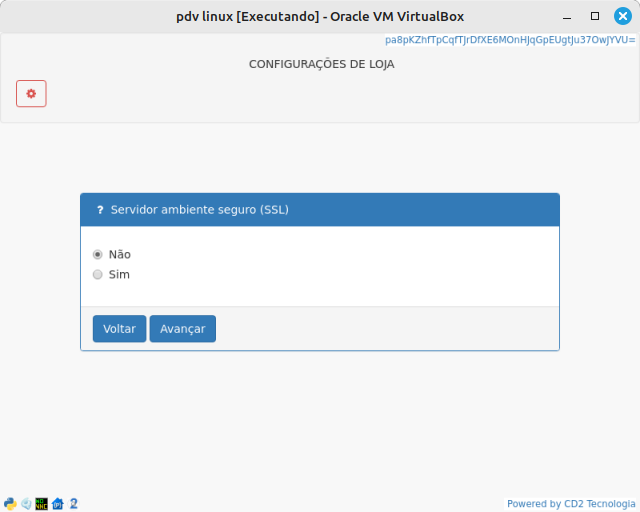 pdv linux [Executando] - Oracle VM VirtualBox
pa8pKZhfTpCqfTJrDfXE6MOnHJqGpEUgtJu37OwJYVU=
CONFIGURAÇÕES DE LOJA
? Servidor ambiente seguro (SSL)
Não
Sim
Voltar Avançar
Powered by CD2 Tecnologia